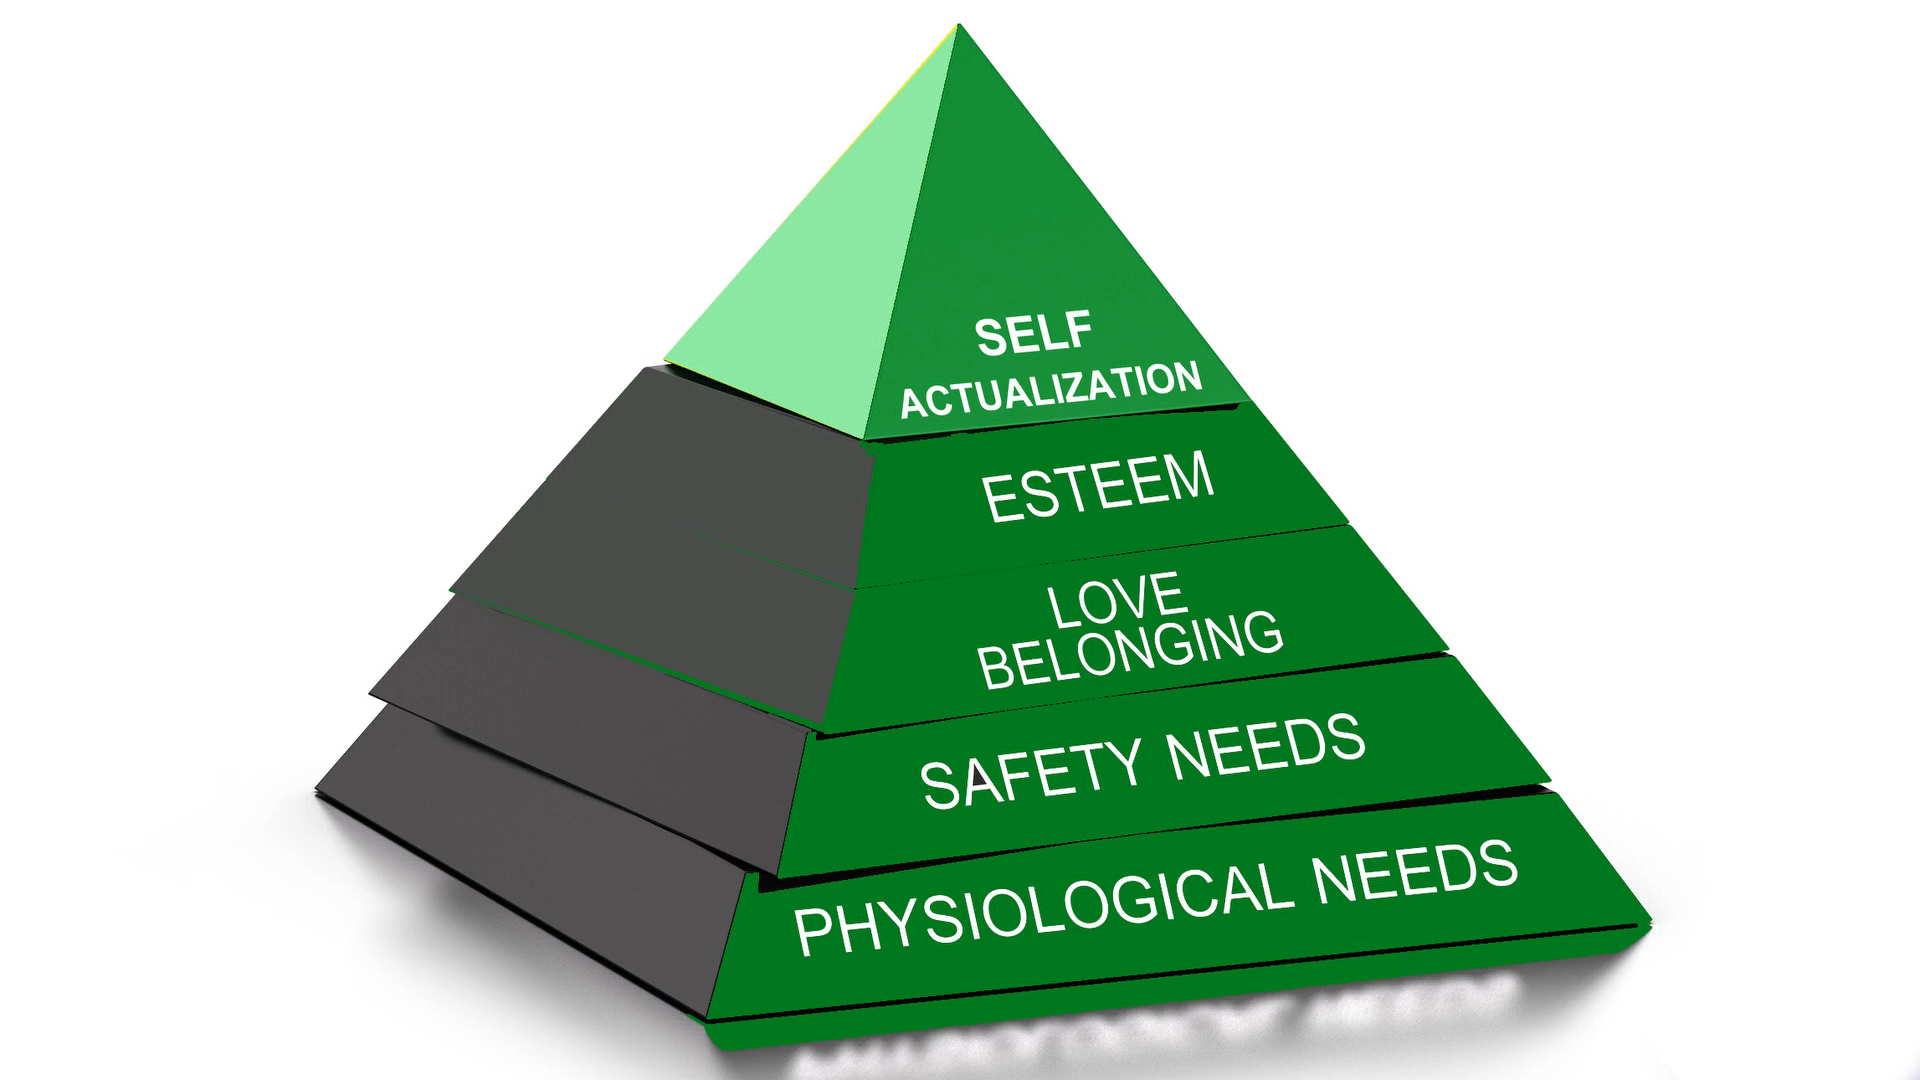 SELF
ACTUALIZATION
ESTEEM
LOVE
BELONGING
SAFETY NEEDS
PHYSIOLOGICAL NEEDS